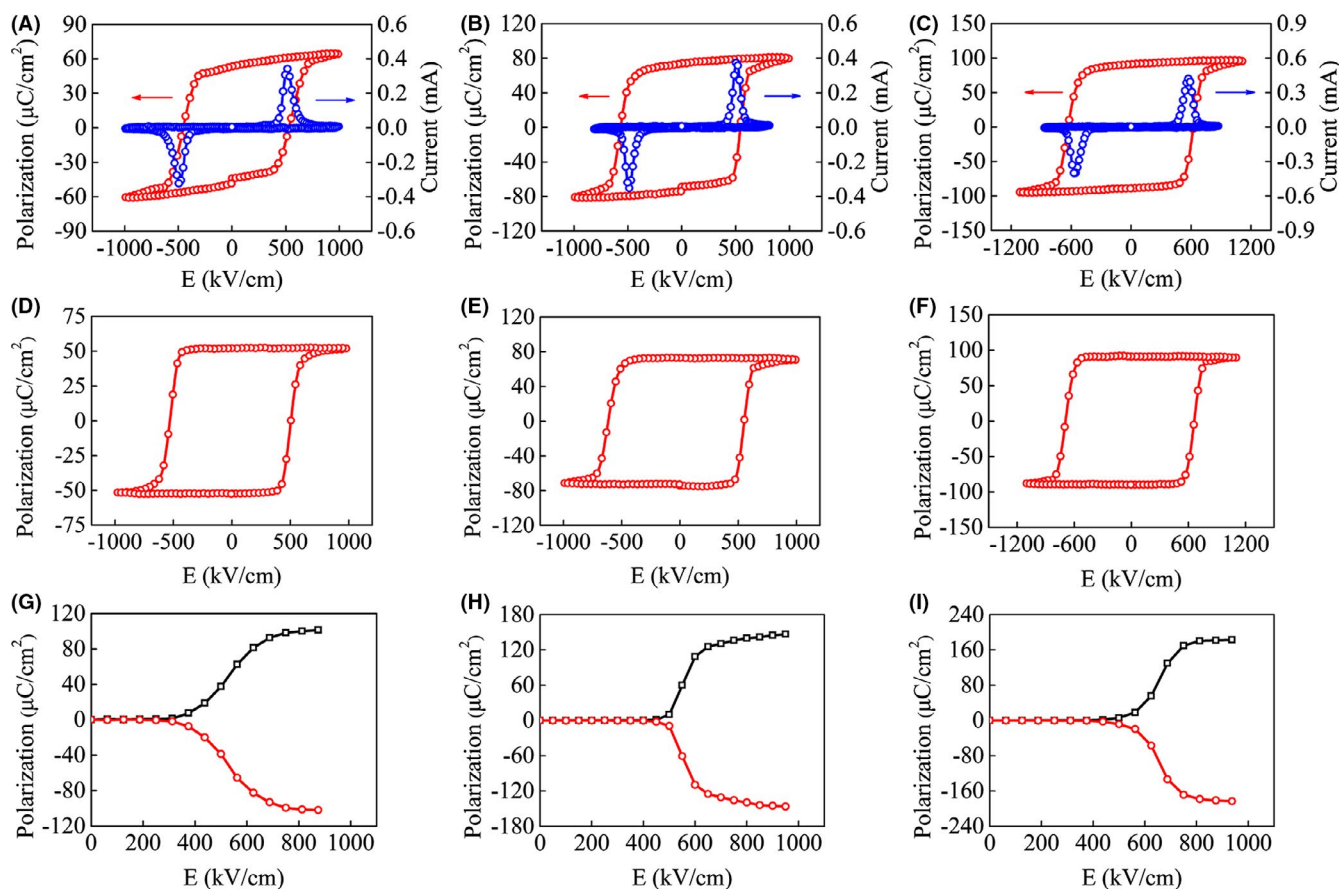 (A)
Polarization (μC/cm²)
90
60
30
0
-30
-60
-90
0.6
0.4
0.2
0.0
-0.2
-0.4
-0.6
Current (mA)
-1000 -500 0 500 1000
E (kV/cm)
(B)
Polarization (μC/cm²)
120
80
40
0
-40
-80
-120
0.6
0.4
0.2
0.0
-0.2
-0.4
-0.6
Current (mA)
-1000 -500 0 500 1000
E (kV/cm)
(C)
Polarization (μC/cm²)
150
100
50
0
-50
-100
-150
0.9
0.6
0.3
0.0
-0.3
-0.6
-0.9
Current (mA)
-1200 -600 0 600 1200
E (kV/cm)
(D)
Polarization (μC/cm²)
75
50
25
0
-25
-50
-75
-1000 -500 0 500 1000
E (kV/cm)
(E)
Polarization (μC/cm²)
120
80
40
0
-40
-80
-120
-1000 -500 0 500 1000
E (kV/cm)
(F)
Polarization (μC/cm²)
150
100
50
0
-50
-100
-150
-1200 -600 0 600 1200
E (kV/cm)
(G)
Polarization (μC/cm²)
120
80
40
0
-40
-80
-120
0 200 400 600 800 1000
E (kV/cm)
(H)
Polarization (μC/cm²)
180
120
60
0
-60
-120
-180
0 200 400 600 800 1000
E (kV/cm)
(I)
Polarization (μC/cm²)
240
160
80
0
-80
-160
-240
0 200 400 600 800 1000
E (kV/cm)